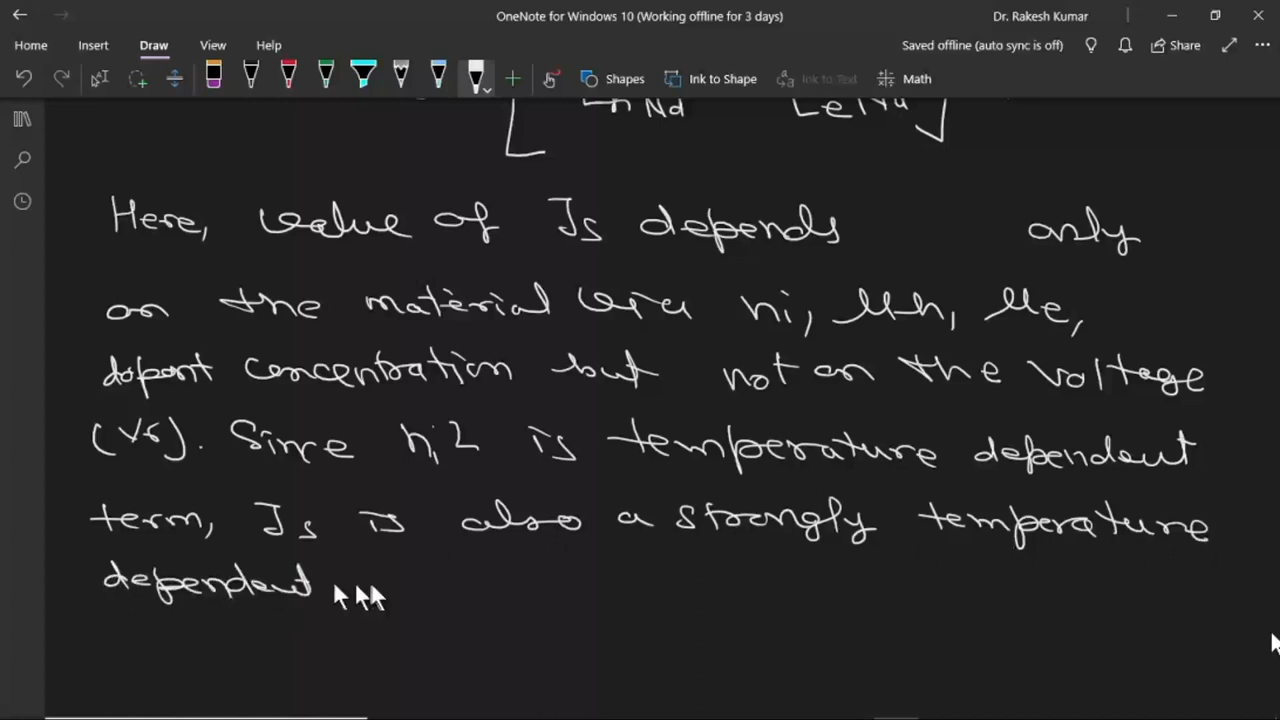 OneNote for Windows 10 (Working offline for 3 days)
Dr. Rakesh Kumar
Home Insert Draw View Help
Saved offline (auto sync is off)
Share
Shapes
Ink to Shape
Ink to Text
Math
Nd
Here, value of Js depends only
on the material via ni, μh, μe,
dopant concentration but not on the voltage
(Vf). Since ni2 is temperature dependent
term, Js is also a strongly temperature
dependent